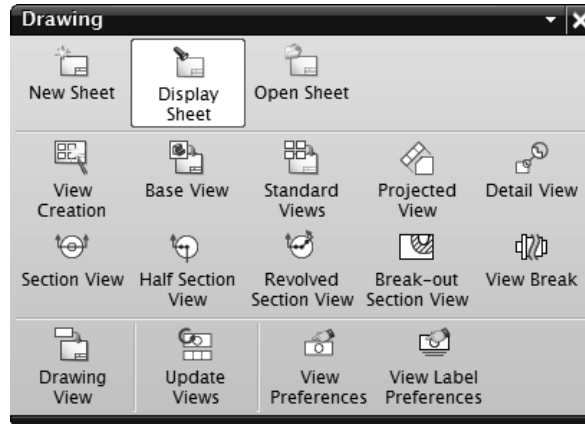 Drawing
New Sheet Display Sheet Open Sheet
View Creation Base View Standard Views Projected View Detail View
Section View Half Section View Revolved Section View Break-out Section View View Break
Drawing View Update Views View Preferences View Label Preferences